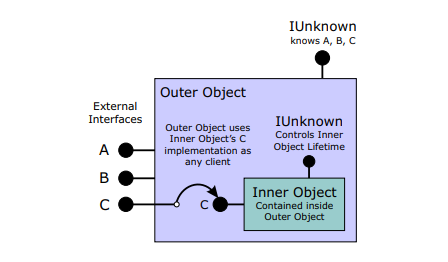 IUnknown
knows A, B, C
Outer Object
External
Interfaces
Outer Object uses
Inner Object's C
implementation as
any client
IUnknown
Controls Inner
Object Lifetime
A
B
C
C
Inner Object
Contained inside
Outer Object